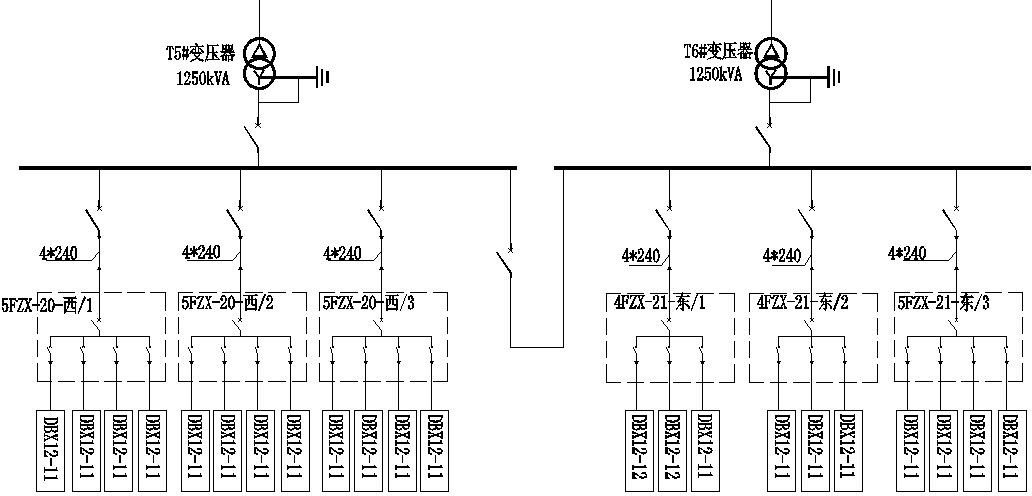 T5#变压器
1250kVA
T6#变压器
1250kVA
4*240
4*240
4*240
4*240
4*240
4*240
5FZX-20-西/1
5FZX-20-西/2
5FZX-20-西/3
4FZX-21-东/1
4FZX-21-东/2
5FZX-21-东/3
DBX12-11
DBX12-11
DBX12-11
DBX12-11
DBX12-11
DBX12-11
DBX12-11
DBX12-11
DBX12-11
DBX12-11
DBX12-11
DBX12-11
DBX12-12
DBX12-12
DBX12-11
DBX12-11
DBX12-11
DBX12-11
DBX12-11
DBX12-11
DBX12-11
DBX12-11